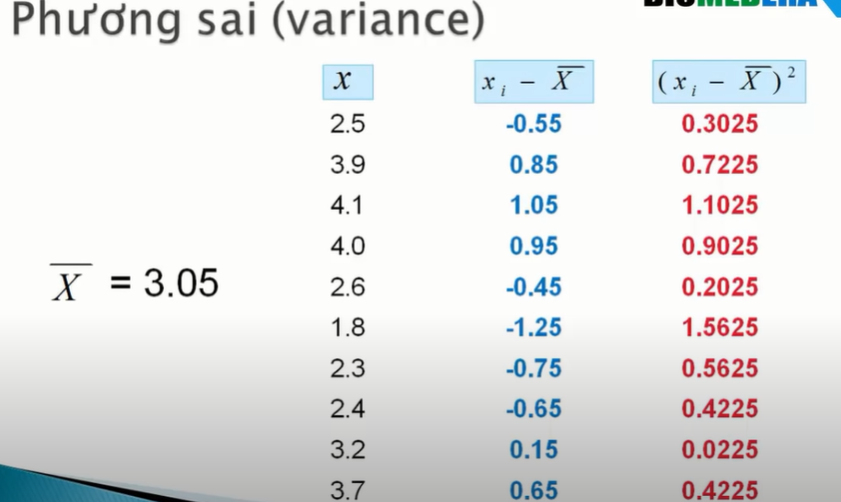 Phương sai (variance)
BIOMEDERA
x	x i − X̅	(x i − X̅)²
2.5	-0.55	0.3025
3.9	0.85	0.7225
4.1	1.05	1.1025
4.0	0.95	0.9025
X̅ = 3.05
2.6	-0.45	0.2025
1.8	-1.25	1.5625
2.3	-0.75	0.5625
2.4	-0.65	0.4225
3.2	0.15	0.0225
3.7	0.65	0.4225